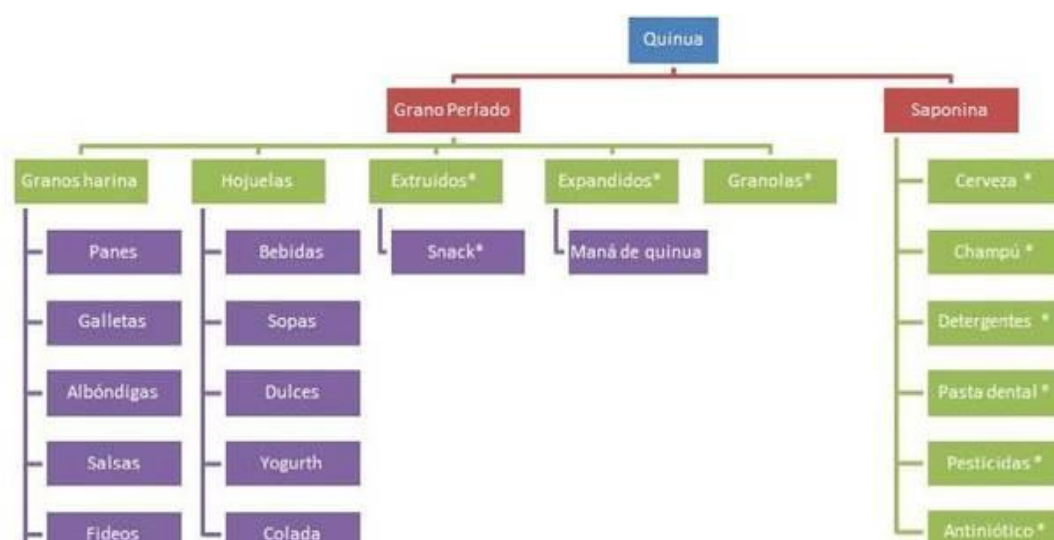 Quinua
Grano Perlado
Saponina
Granos harina
Hojuelas
Extruidos*
Expandidos*
Granolas*
Panes
Galletas
Albóndigas
Salsas
Fideos
Bebidas
Sopas
Dulces
Yogurth
Colada
Snack*
Maná de quinua
Cerveza *
Champú *
Detergentes *
Pasta dental *
Pesticidas *
Antiniótico *